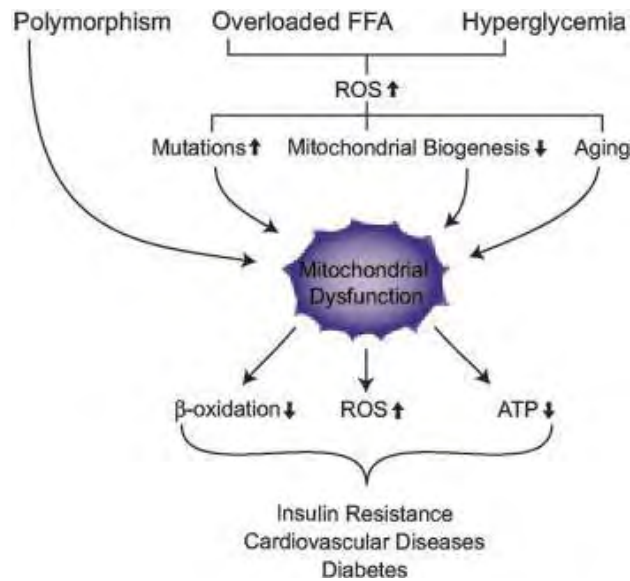 Polymorphism Overloaded FFA Hyperglycemia
ROS⬆
Mutations⬆ Mitochondrial Biogenesis⬇ Aging
Mitochondrial
Dysfunction
β-oxidation⬇ ROS⬆ ATP⬇
Insulin Resistance
Cardiovascular Diseases
Diabetes